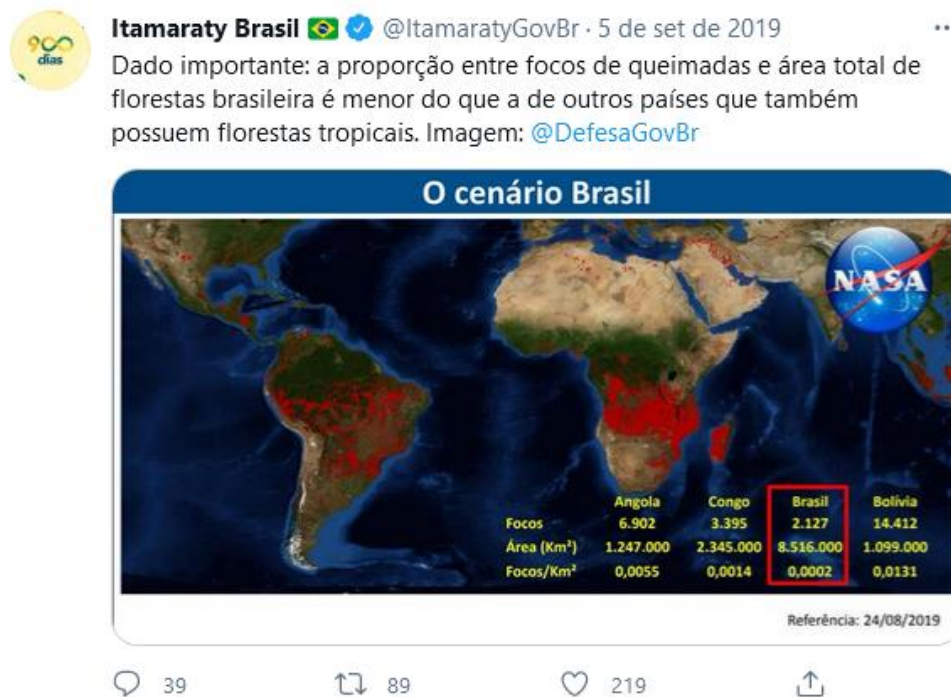 900
dias
Itamaraty Brasil @ItamaratyGovBr · 5 de set de 2019
Dado importante: a proporção entre focos de queimadas e área total de
florestas brasileira é menor do que a de outros países que também
possuem florestas tropicais. Imagem: @DefesaGovBr
O cenário Brasil
NASA
Angola Congo Brasil Bolívia
Focos 6.902 3.395 2.127 14.412
Área (Km²) 1.247.000 2.345.000 8.516.000 1.099.000
Focos/Km² 0,0055 0,0014 0,0002 0,0131
Referência: 24/08/2019
39 89 219